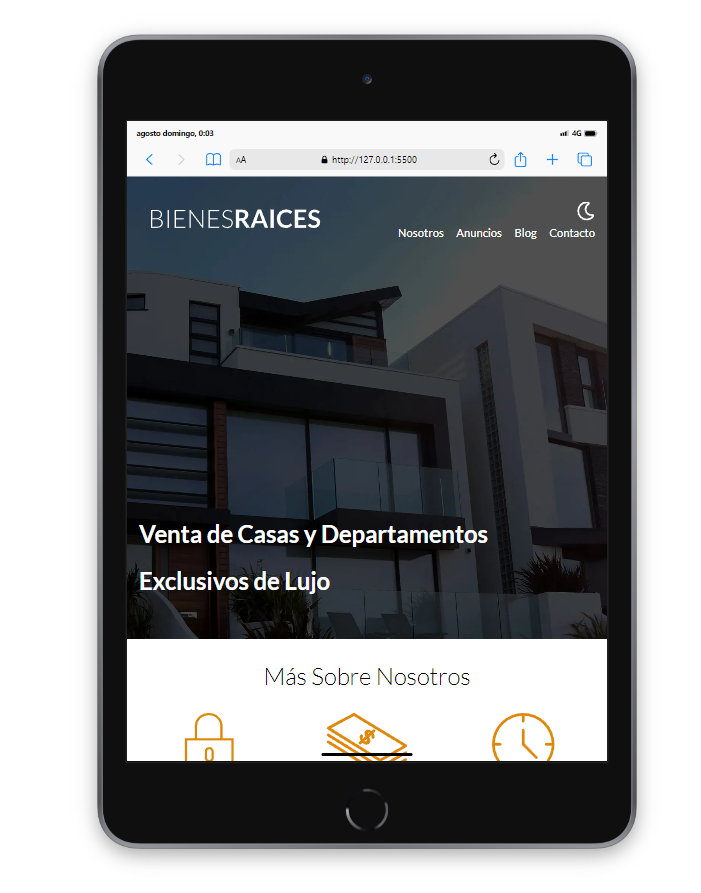 agosto domingo, 0:03
4G
AA
http://127.0.0.1:5500
BIENESRAICES
Nosotros Anuncios Blog Contacto
Venta de Casas y Departamentos
Exclusivos de Lujo
Más Sobre Nosotros
$